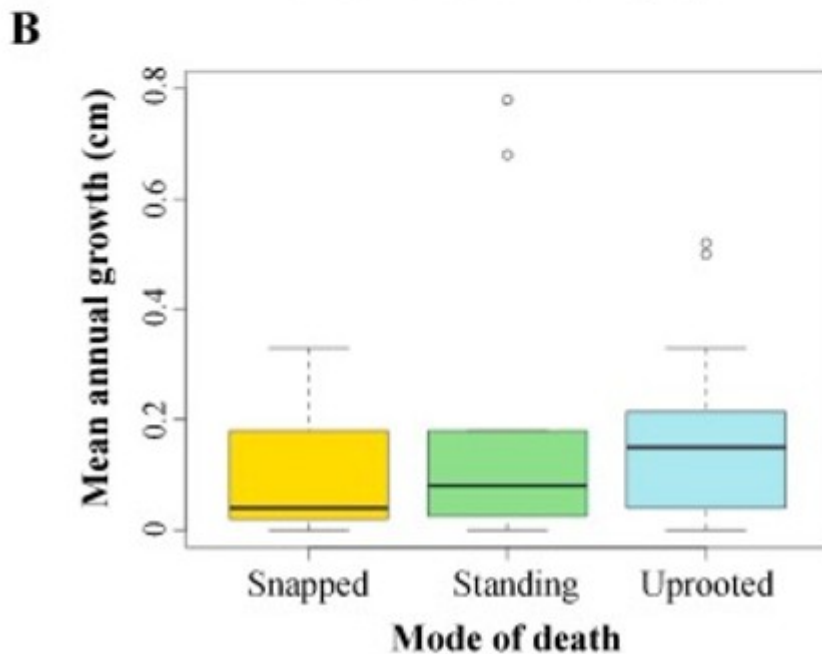 B
Mean annual growth (cm)
0.8
0.6
0.4
0.2
0
Snapped Standing Uprooted
Mode of death